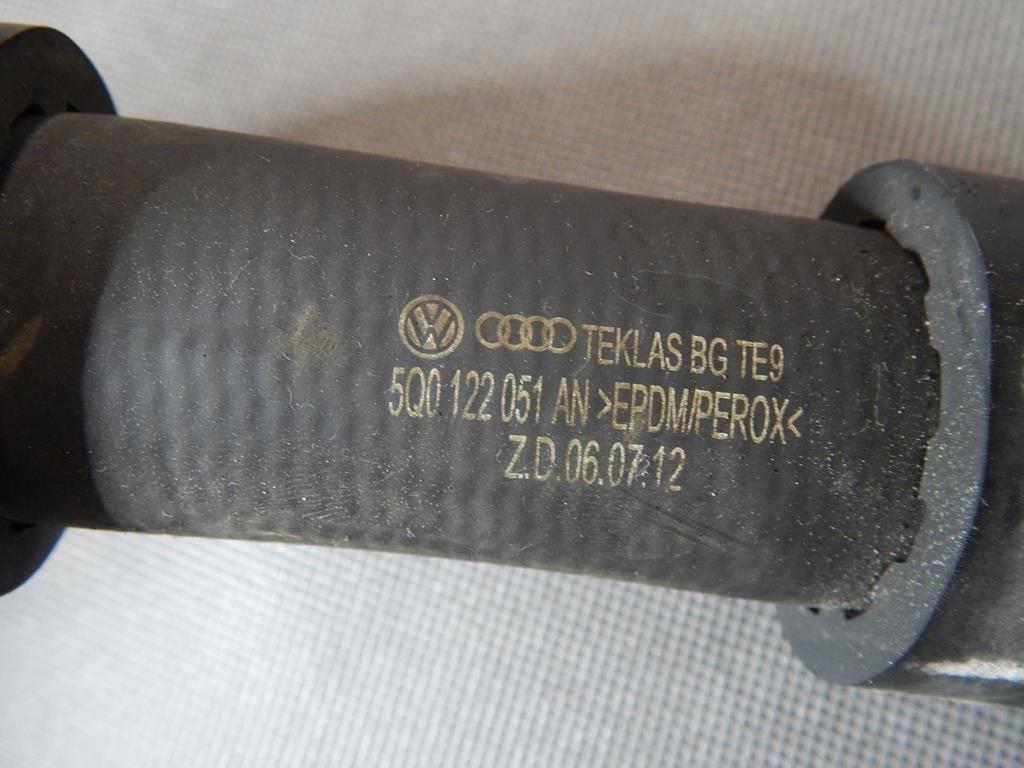 TEKLAS BG TE9
5Q0 122 051 AN >EPDM/PEROX<
Z.D.06.07.12